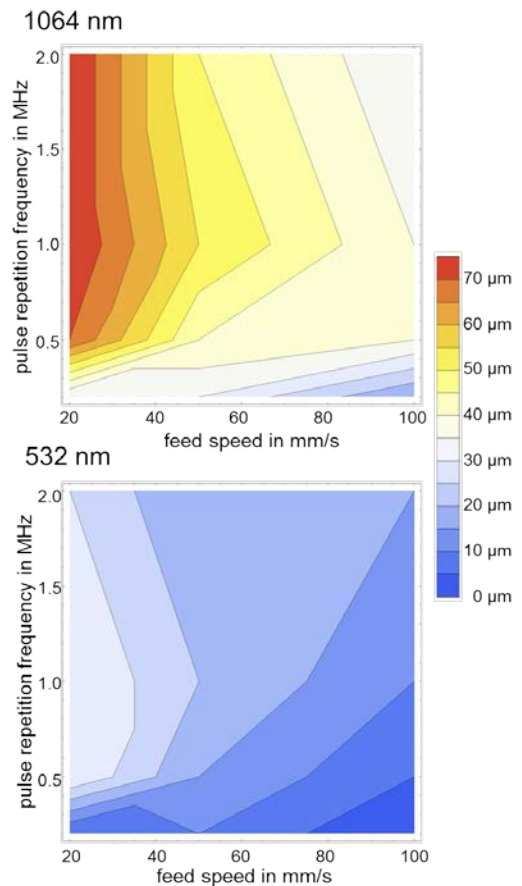 1064 nm
pulse repetition frequency in MHz
2.0
1.5
1.0
0.5
20 40 60 80 100
feed speed in mm/s
70 µm
60 µm
50 µm
40 µm
30 µm
20 µm
10 µm
0 µm
532 nm
pulse repetition frequency in MHz
2.0
1.5
1.0
0.5
20 40 60 80 100
feed speed in mm/s